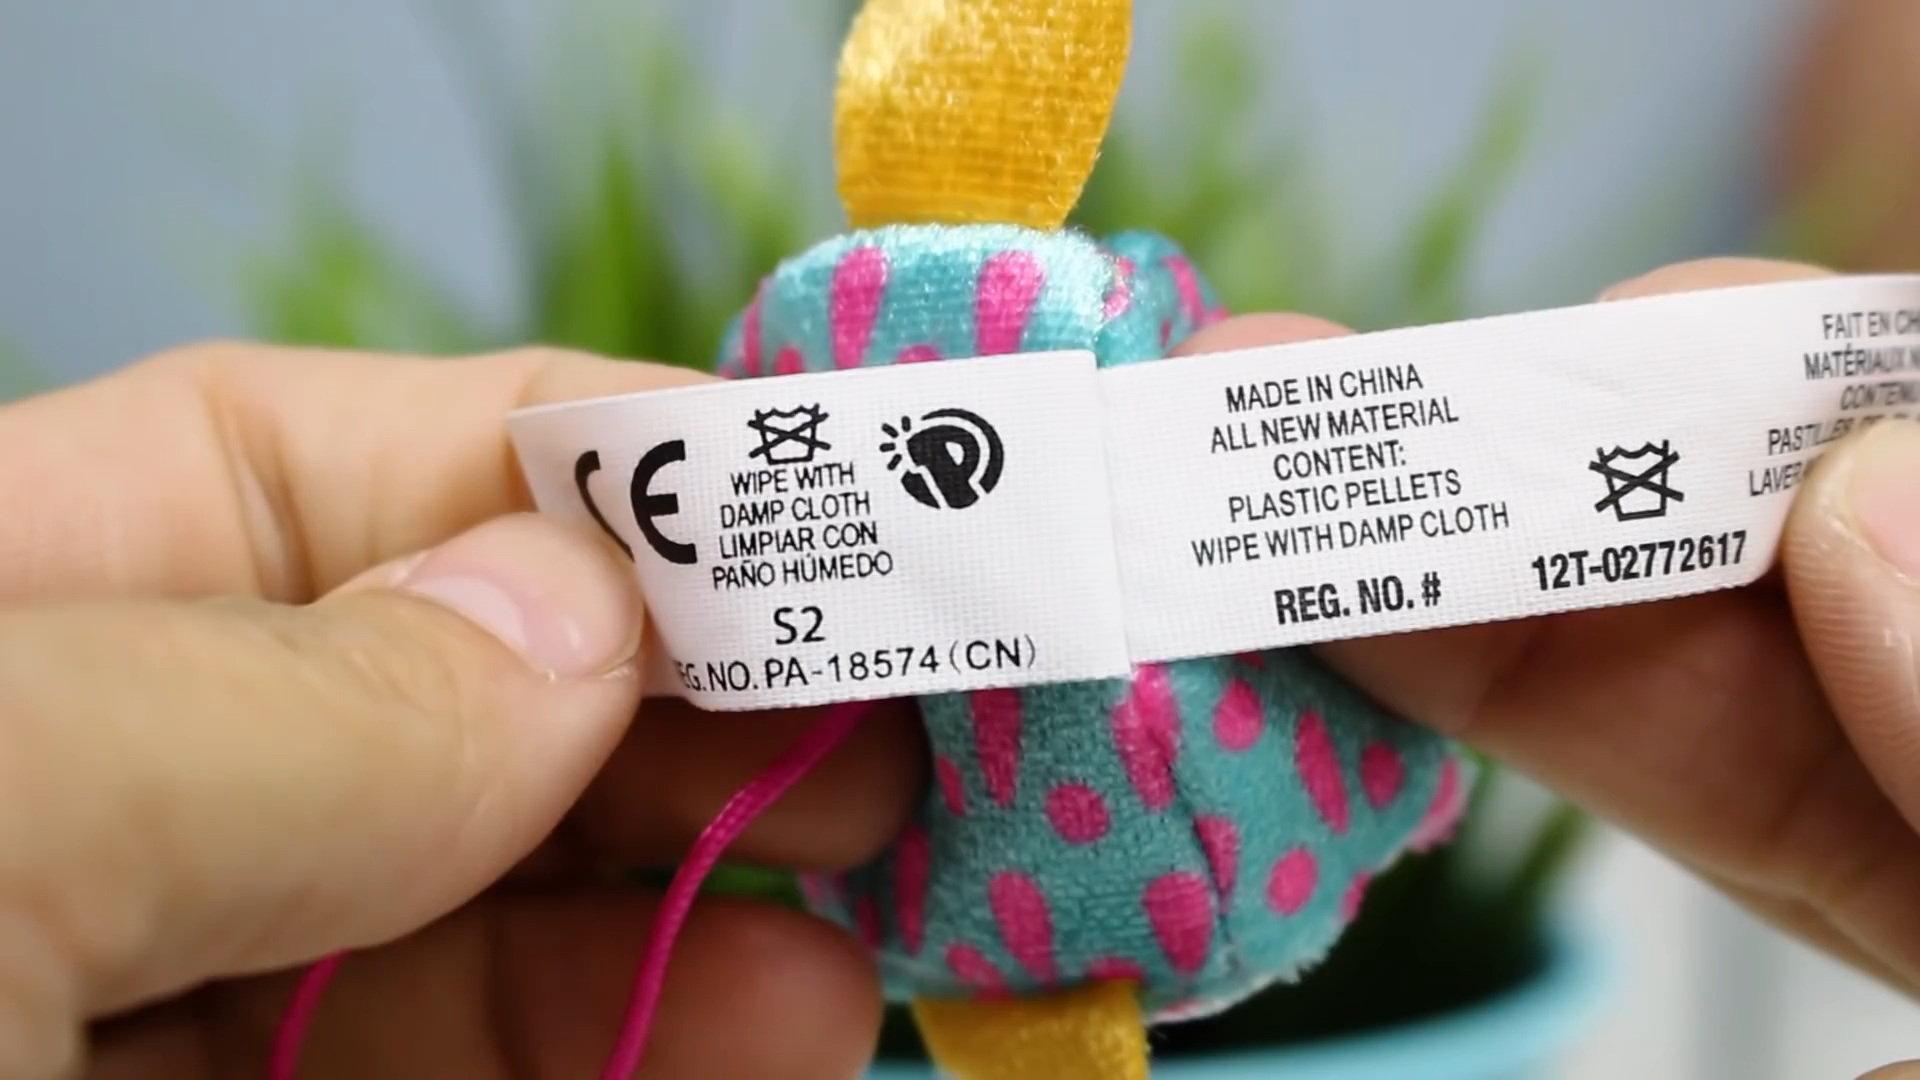 CE
WIPE WITH
DAMP CLOTH
LIMPIAR CON
PAÑO HÚMEDO
S2
EG.NO. PA-18574(CN)
MADE IN CHINA
ALL NEW MATERIAL
CONTENT:
PLASTIC PELLETS
WIPE WITH DAMP CLOTH
REG. NO. #
12T-02772617
FAIT EN CH
MATÉRIAUX N
CONTENU
PASTILLES
LAVER